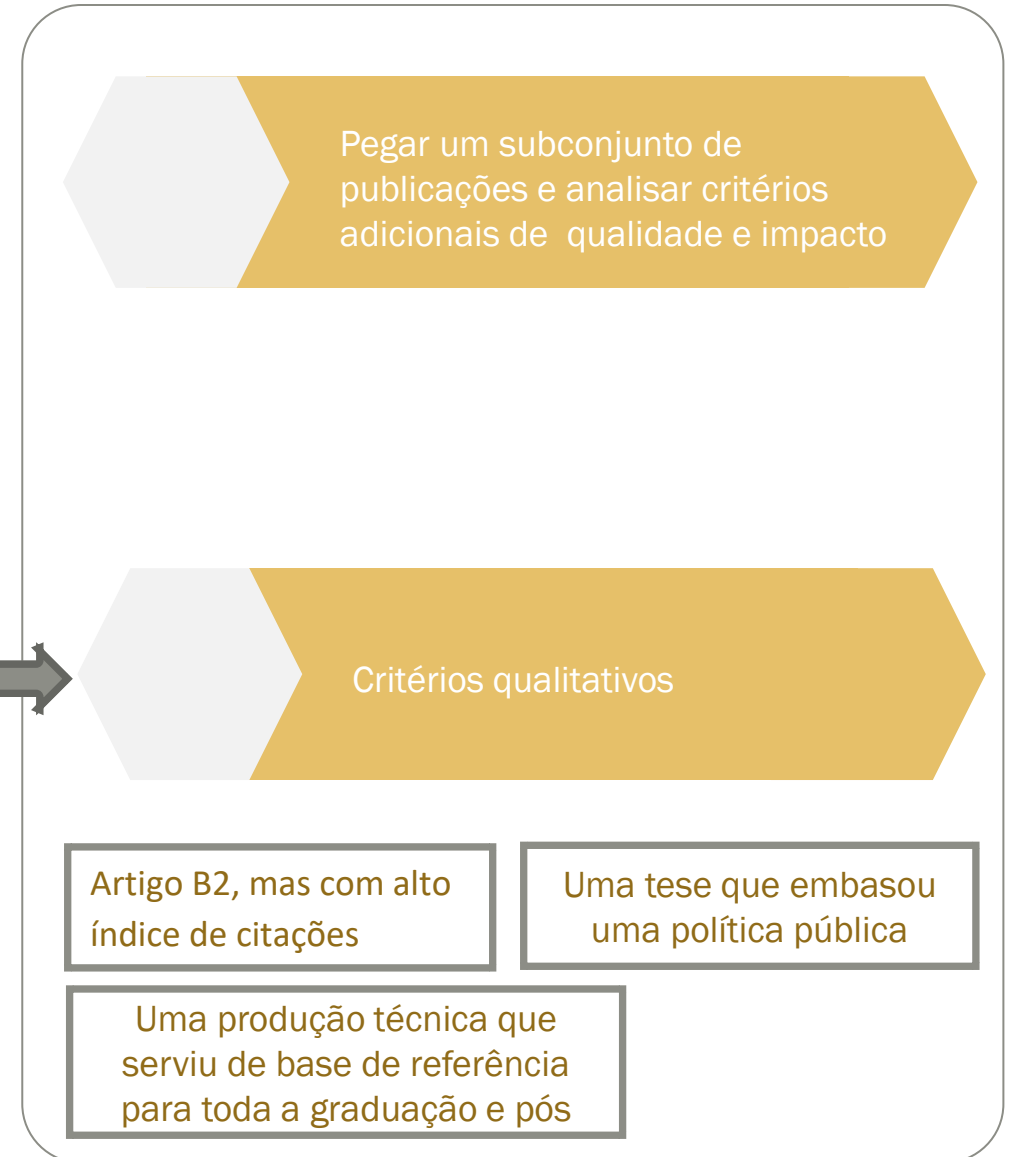 Pegar um subconjunto de
publicações e analisar critérios
adicionais de  qualidade e impacto
Critérios qualitativos
Artigo B2, mas com alto
índice de citações
Uma tese que embasou
uma política pública
Uma produção técnica que
serviu de base de referência
para toda a graduação e pós